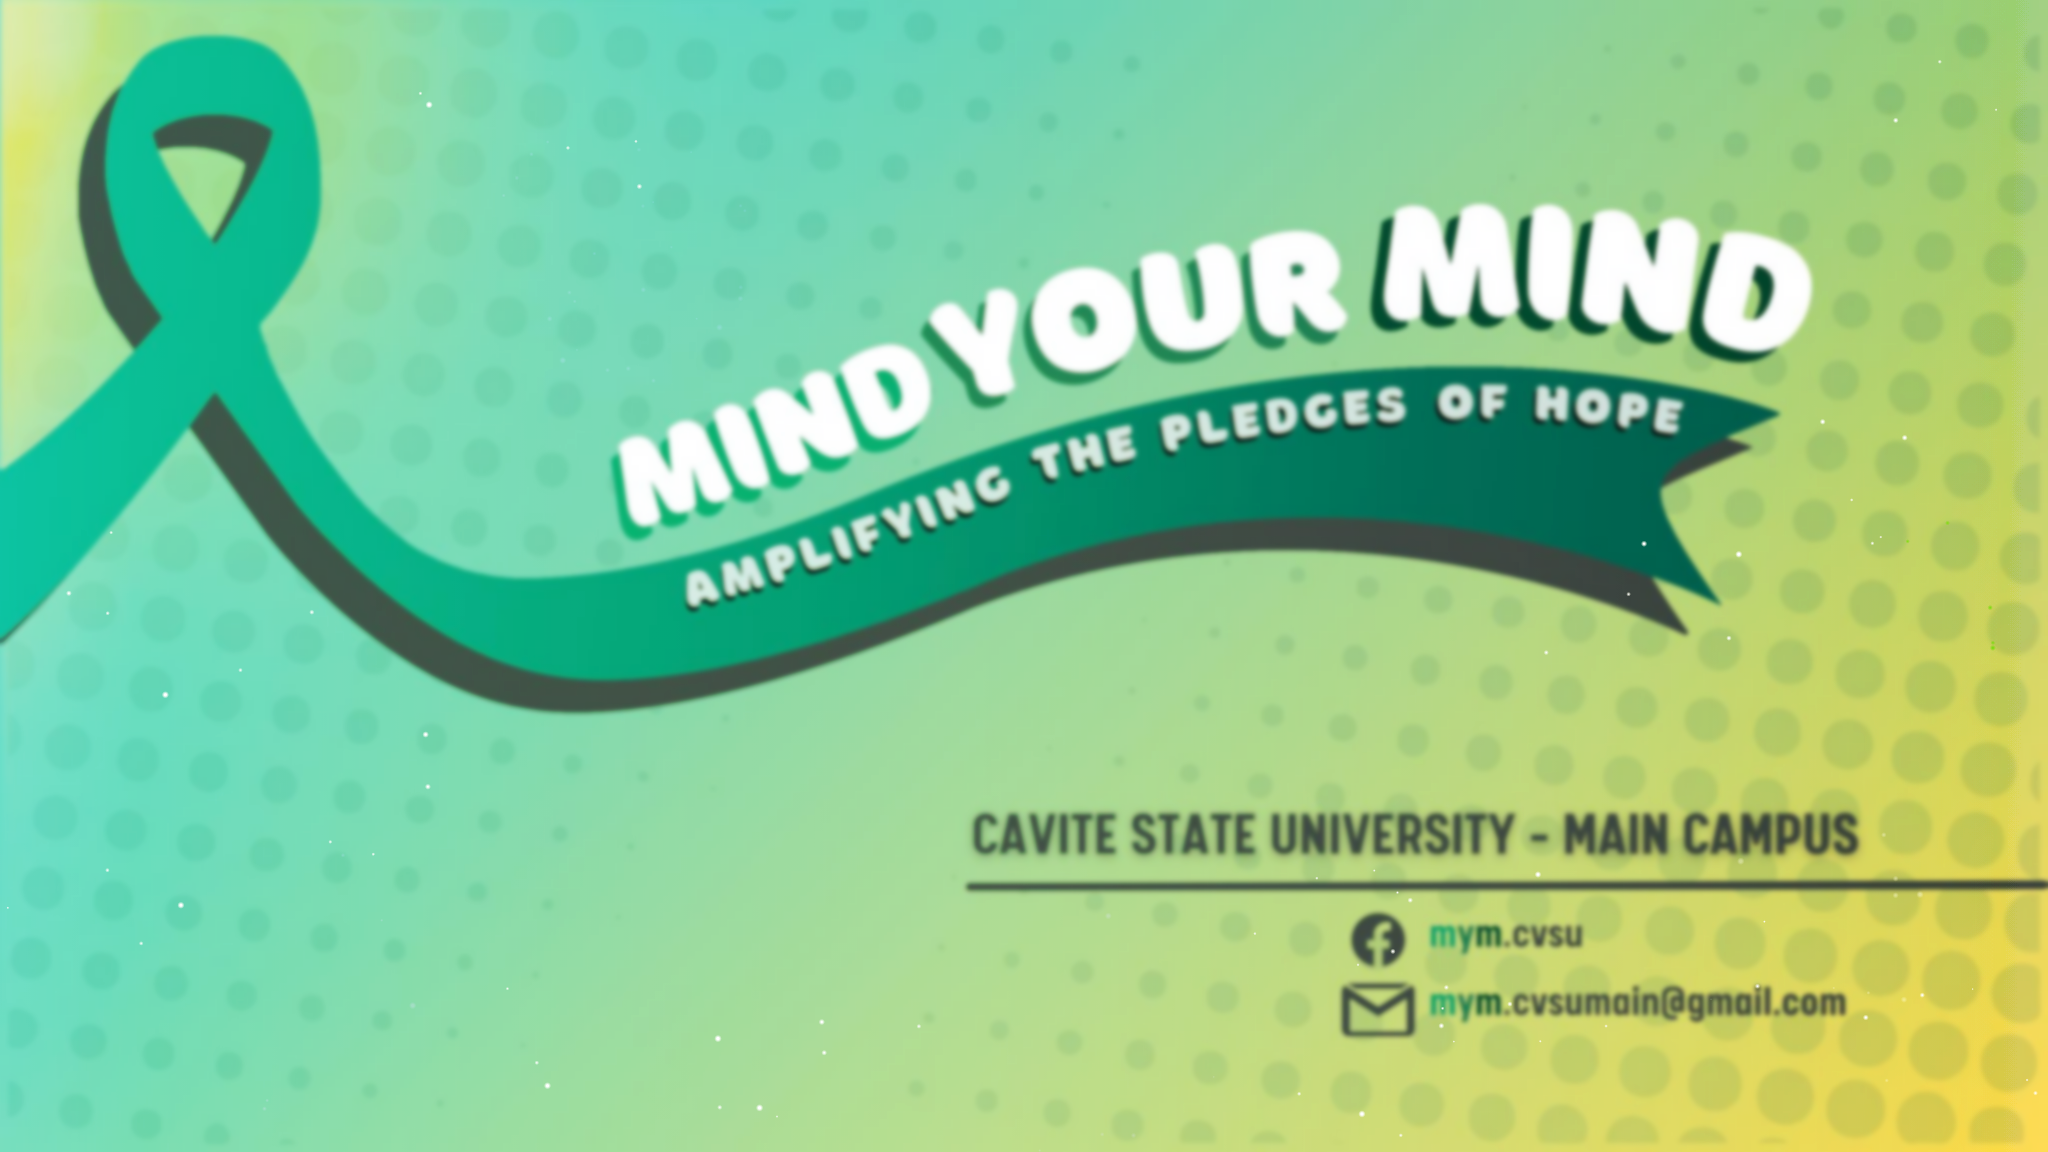 MIND YOUR MIND
AMPLIFYING THE PLEDGES OF HOPE
CAVITE STATE UNIVERSITY - MAIN CAMPUS
mym.cvsu
mym.cvsumain@gmail.com